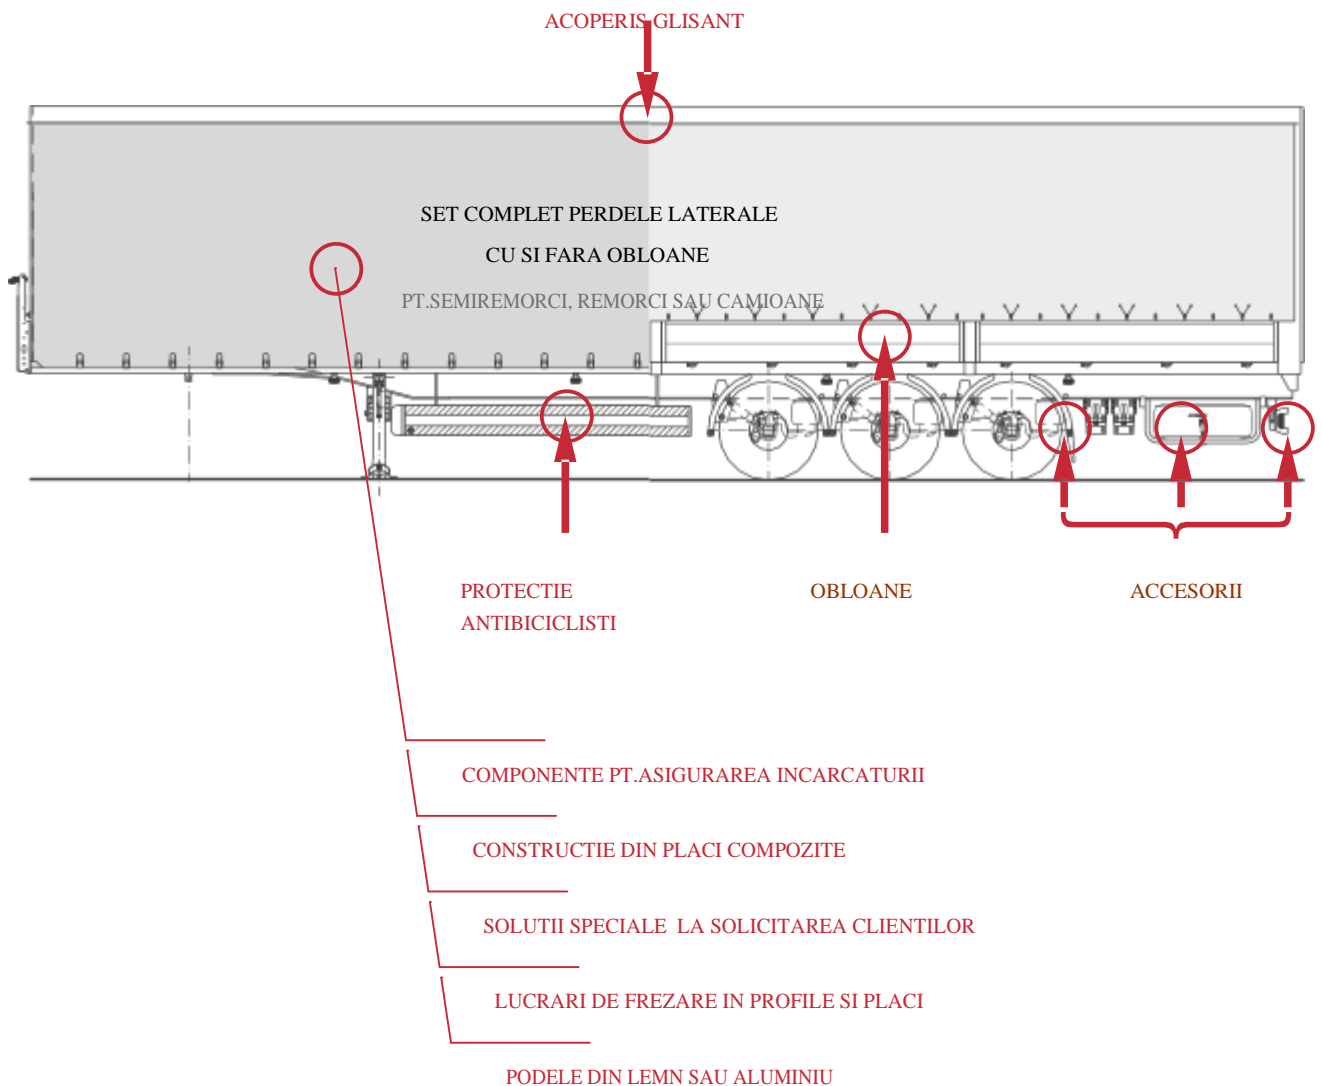 ACOPERIS GLISANT
SET COMPLET PERDELE LATERALE
CU SI FARA OBLOANE
PT.SEMIREMORCI, REMORCI SAU CAMIOANE
PROTECTIE
ANTIBICICLISTI
OBLOANE
ACCESORII
COMPONENTE PT.ASIGURAREA INCARCATURII
CONSTRUCTIE DIN PLACI COMPOZITE
SOLUTII SPECIALE  LA SOLICITAREA CLIENTILOR
LUCRARI DE FREZARE IN PROFILE SI PLACI
PODELE DIN LEMN SAU ALUMINIU